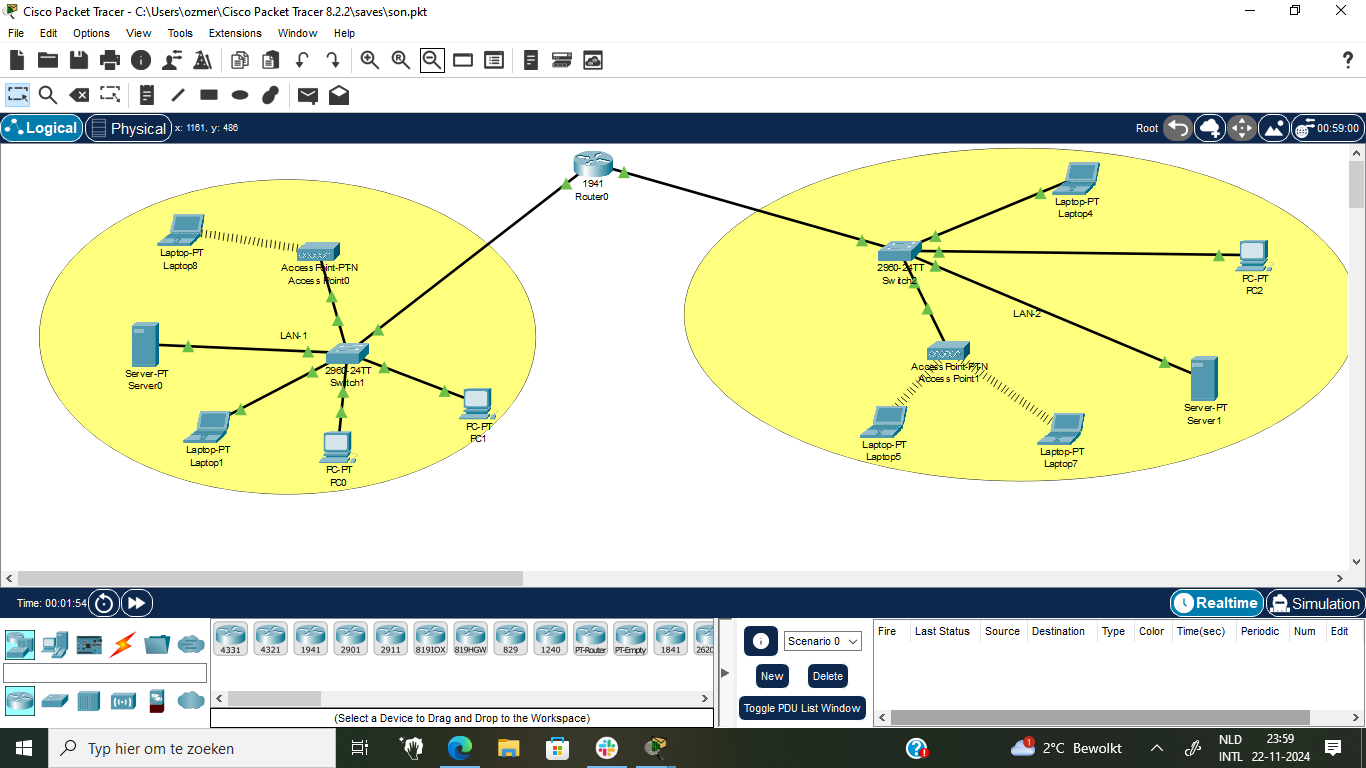 Cisco Packet Tracer - C:\Users\ozmer\Cisco Packet Tracer 8.2.2\saves\son.pkt
File Edit Options View Tools Extensions Window Help
Logical Physical x: 1161, y: 486 Root 00:59:00
1941
Router0
Laptop-PT
Laptop8
Access Point-PT-N
Access Point0
LAN-1
Server-PT
Server0
2960-24TT
Switch1
Laptop-PT
Laptop1
PC-PT
PC0
PC-PT
PC1
Laptop-PT
Laptop4
2960-24TT
Switch2
PC-PT
PC2
LAN-2
Access Point-PT-N
Access Point1
Laptop-PT
Laptop5
Laptop-PT
Laptop7
Server-PT
Server1
Time: 00:01:54 Realtime Simulation
4331 4321 1941 2901 2911 819IOX 819HGW 829 1240 PT-Router PT-Empty 1841 2620
(Select a Device to Drag and Drop to the Workspace)
Scenario 0
New Delete
Toggle PDU List Window
Fire Last Status Source Destination Type Color Time(sec) Periodic Num Edit
Typ hier om te zoeken
1
2°C Bewolkt
NLD
INTL
23:59
22-11-2024